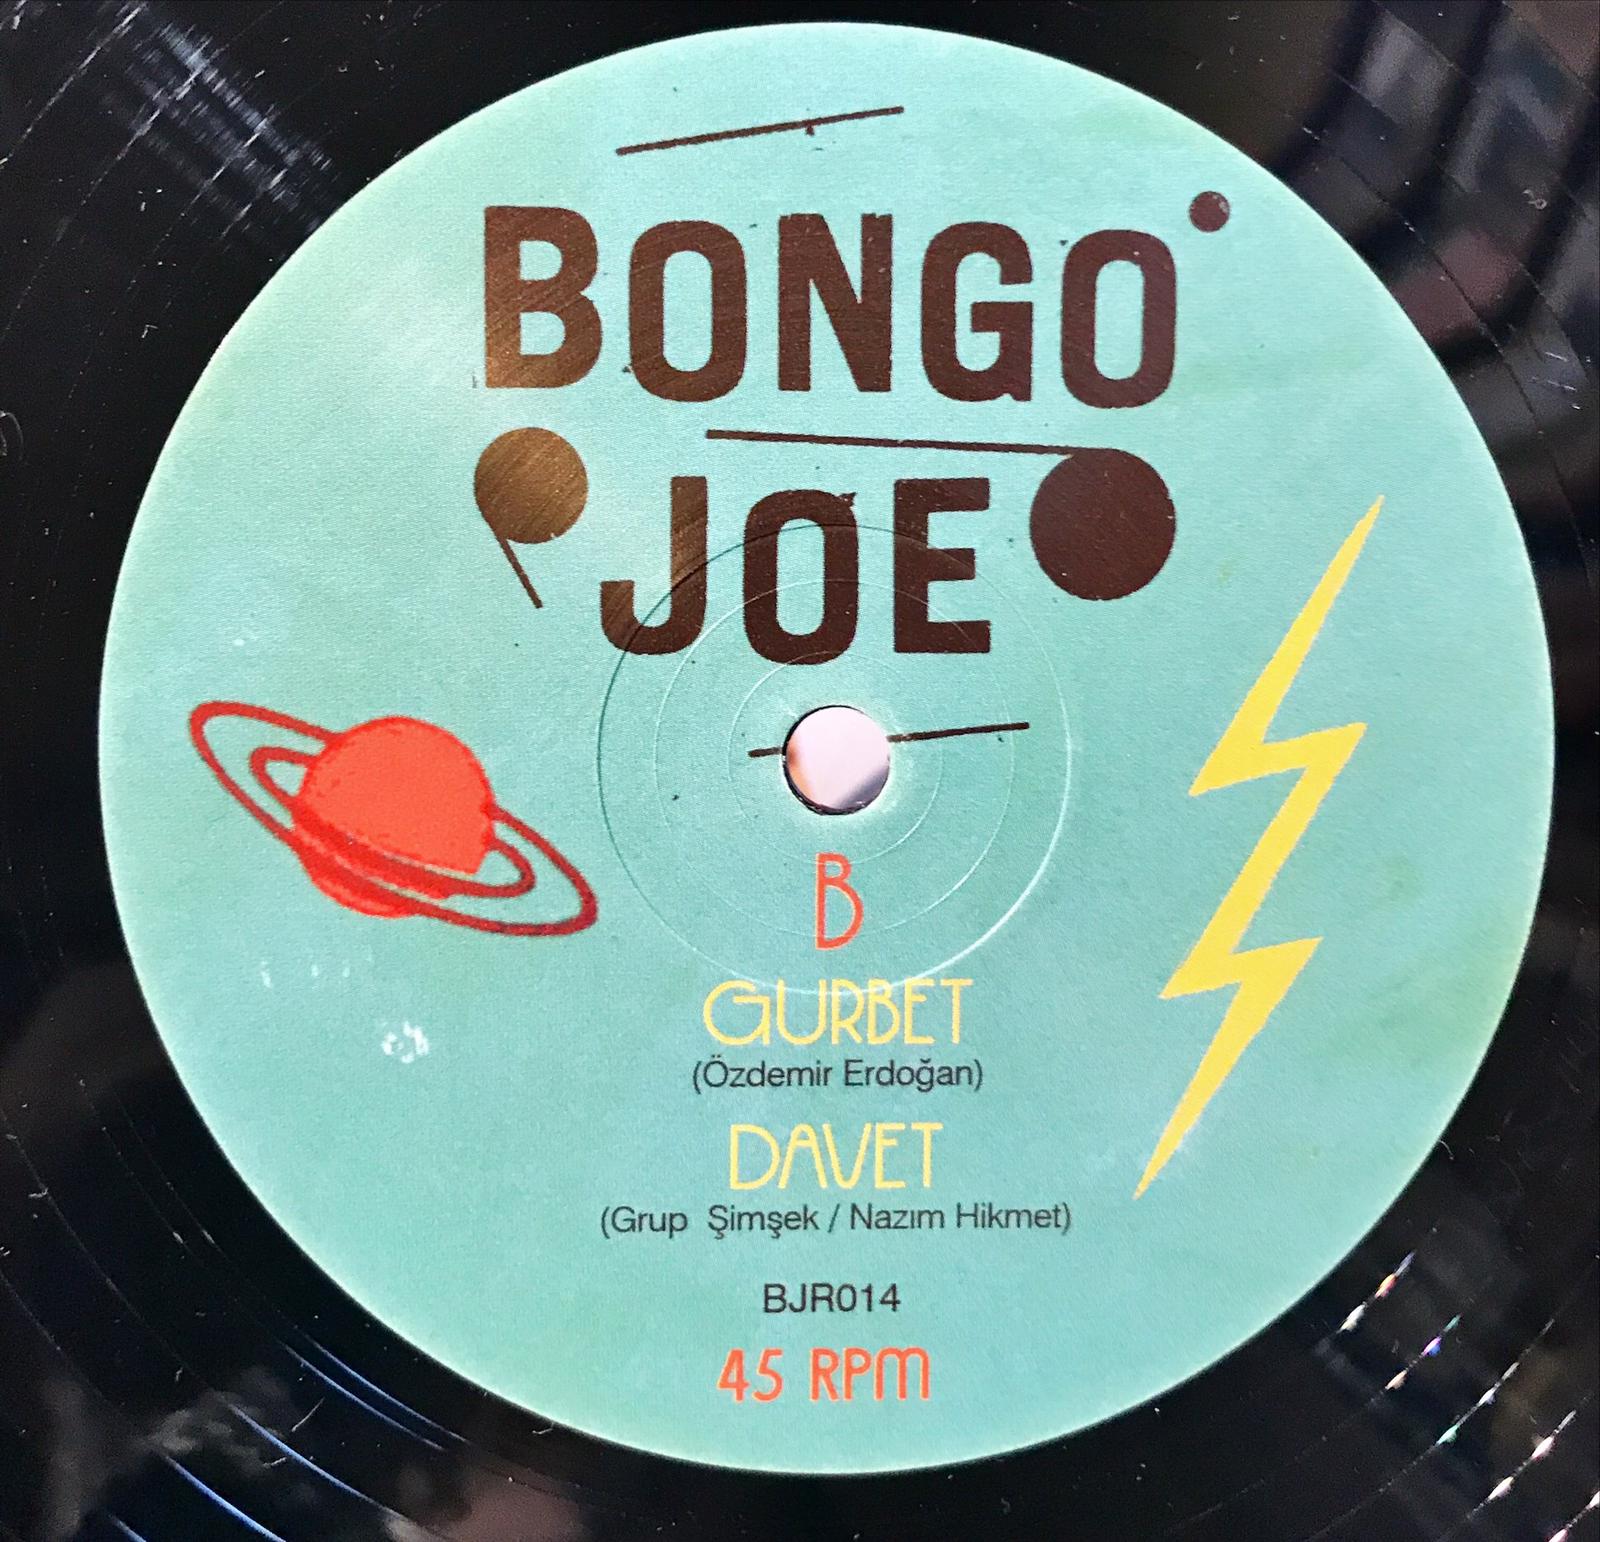 BONGO
JOE
B
GURBET
(Özdemir Erdoğan)
DAVET
(Grup Şimşek / Nazım Hikmet)
BJR014
45 RPM